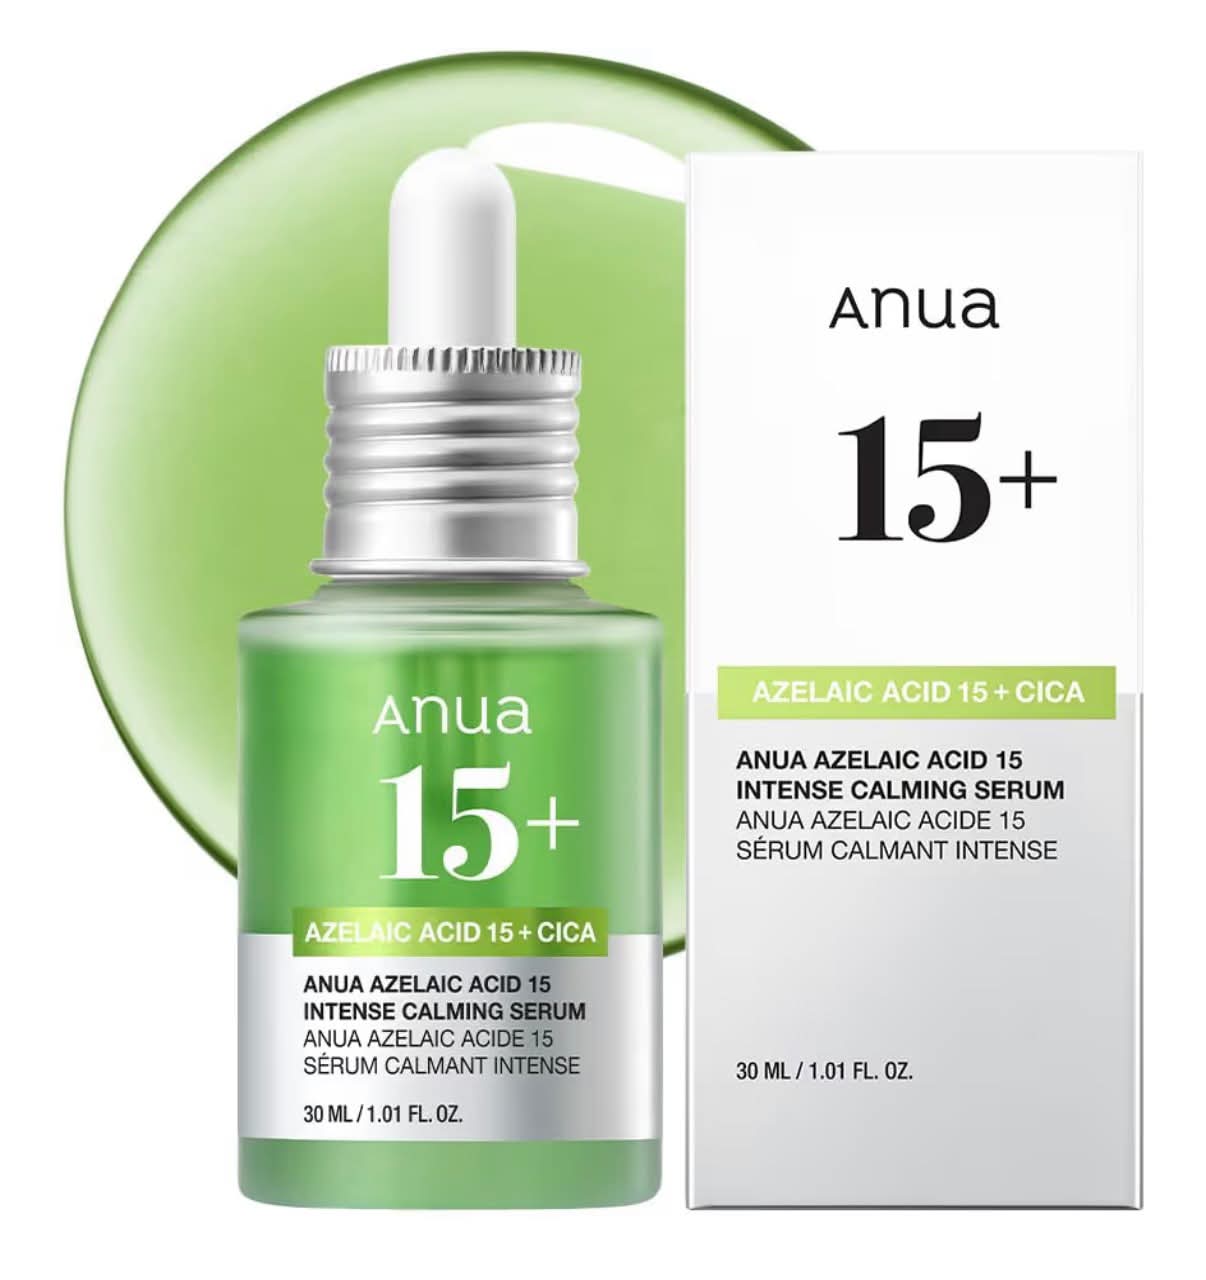 Anua
15+
AZELAIC ACID 15 + CICA
ANUA AZELAIC ACID 15
INTENSE CALMING SERUM
ANUA AZELAIC ACIDE 15
SÉRUM CALMANT INTENSE
30 ML / 1.01 FL. OZ.
Anua
15+
AZELAIC ACID 15 + CICA
ANUA AZELAIC ACID 15
INTENSE CALMING SERUM
ANUA AZELAIC ACIDE 15
SÉRUM CALMANT INTENSE
30 ML / 1.01 FL. OZ.